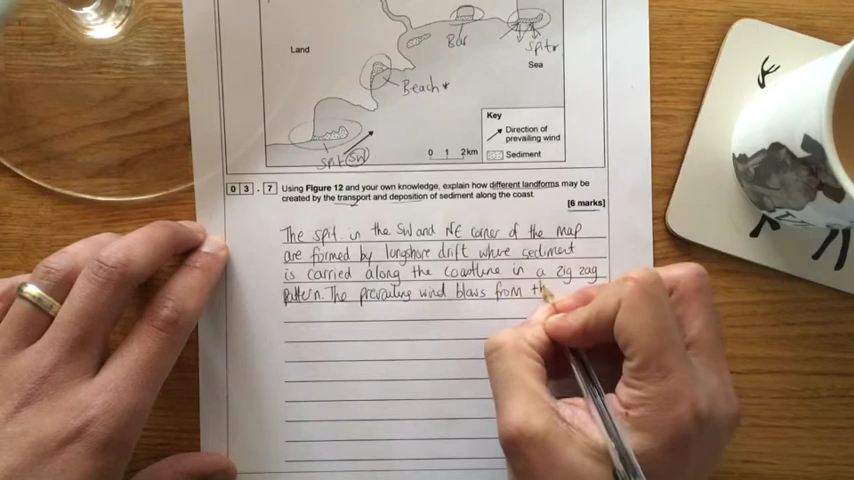 Land
Bar
spit
Sea
Beach*
Key
Direction of
prevailing wind
Sediment
0 1 2 km
spit SW
0 3 . 7 Using Figure 12 and your own knowledge, explain how different landforms may be
created by the transport and deposition of sediment along the coast.
[6 marks]
The spit in the SW and NE corner of the map
are formed by longshore drift where sediment
is carried along the coastline in a zig zag
pattern. The prevailing wind blows from th